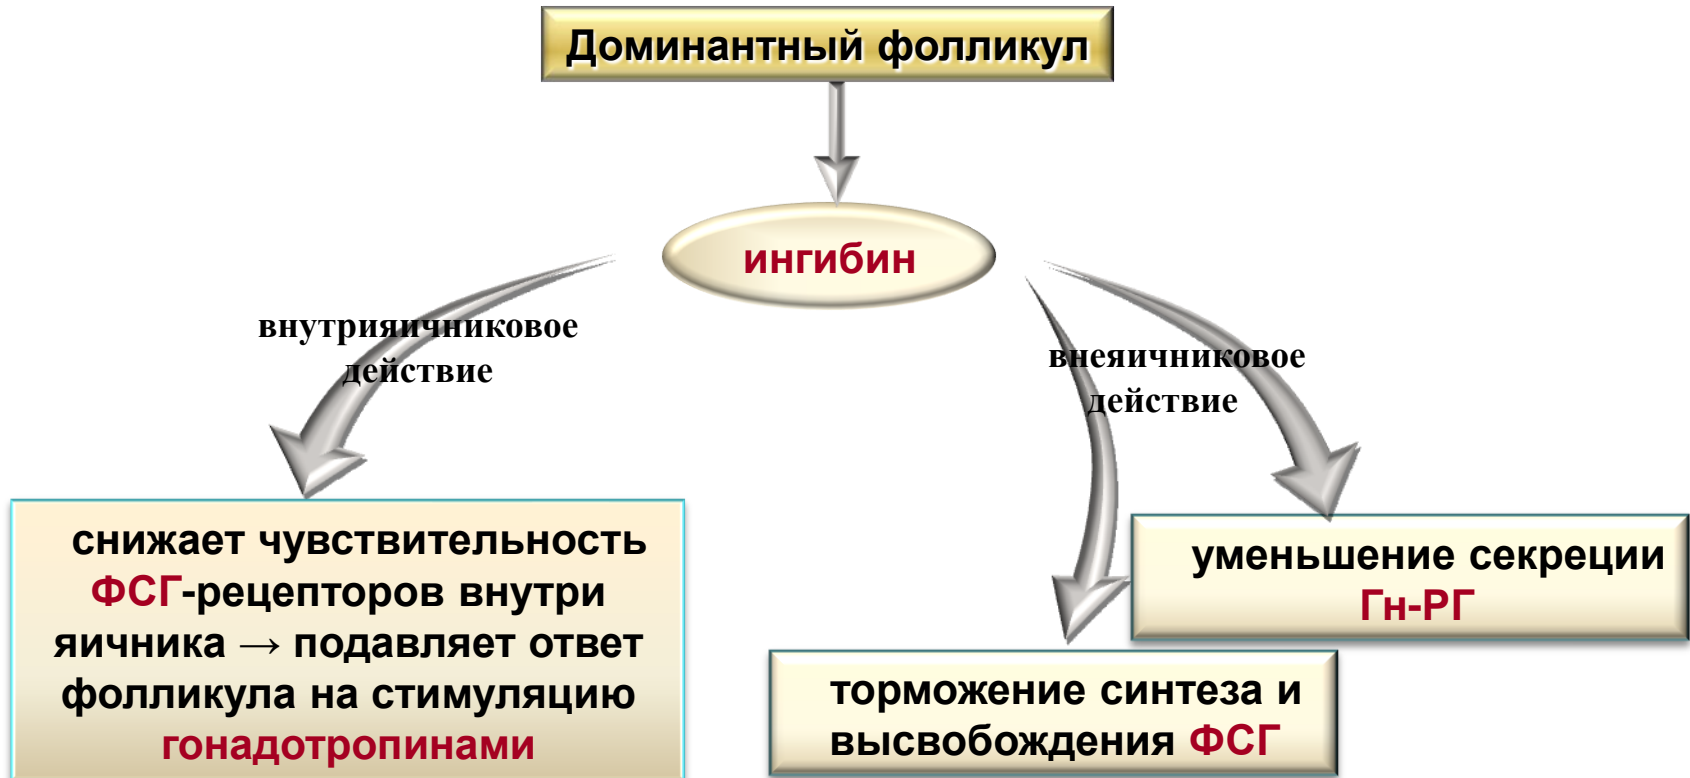 Доминантный фолликул
ингибин
внутрияичниковое
действие
внеяичниковое
действие
снижает чувствительность
ФСГ-рецепторов внутри
яичника → подавляет ответ
фолликула на стимуляцию
гонадотропинами
уменьшение секреции
Гн-РГ
торможение синтеза и
высвобождения ФСГ